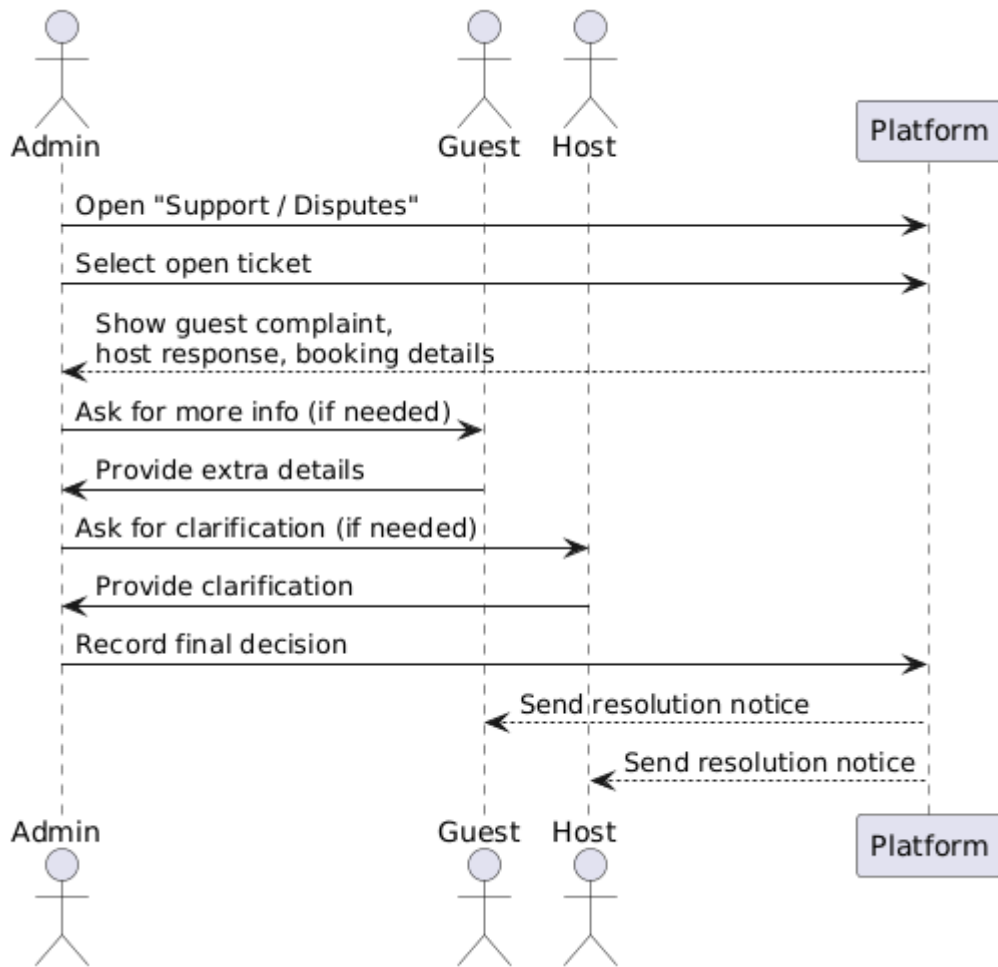 Admin
Guest
Host
Platform
Open "Support / Disputes"
Select open ticket
Show guest complaint,
host response, booking details
Ask for more info (if needed)
Provide extra details
Ask for clarification (if needed)
Provide clarification
Record final decision
Send resolution notice
Send resolution notice
Admin
Guest
Host
Platform